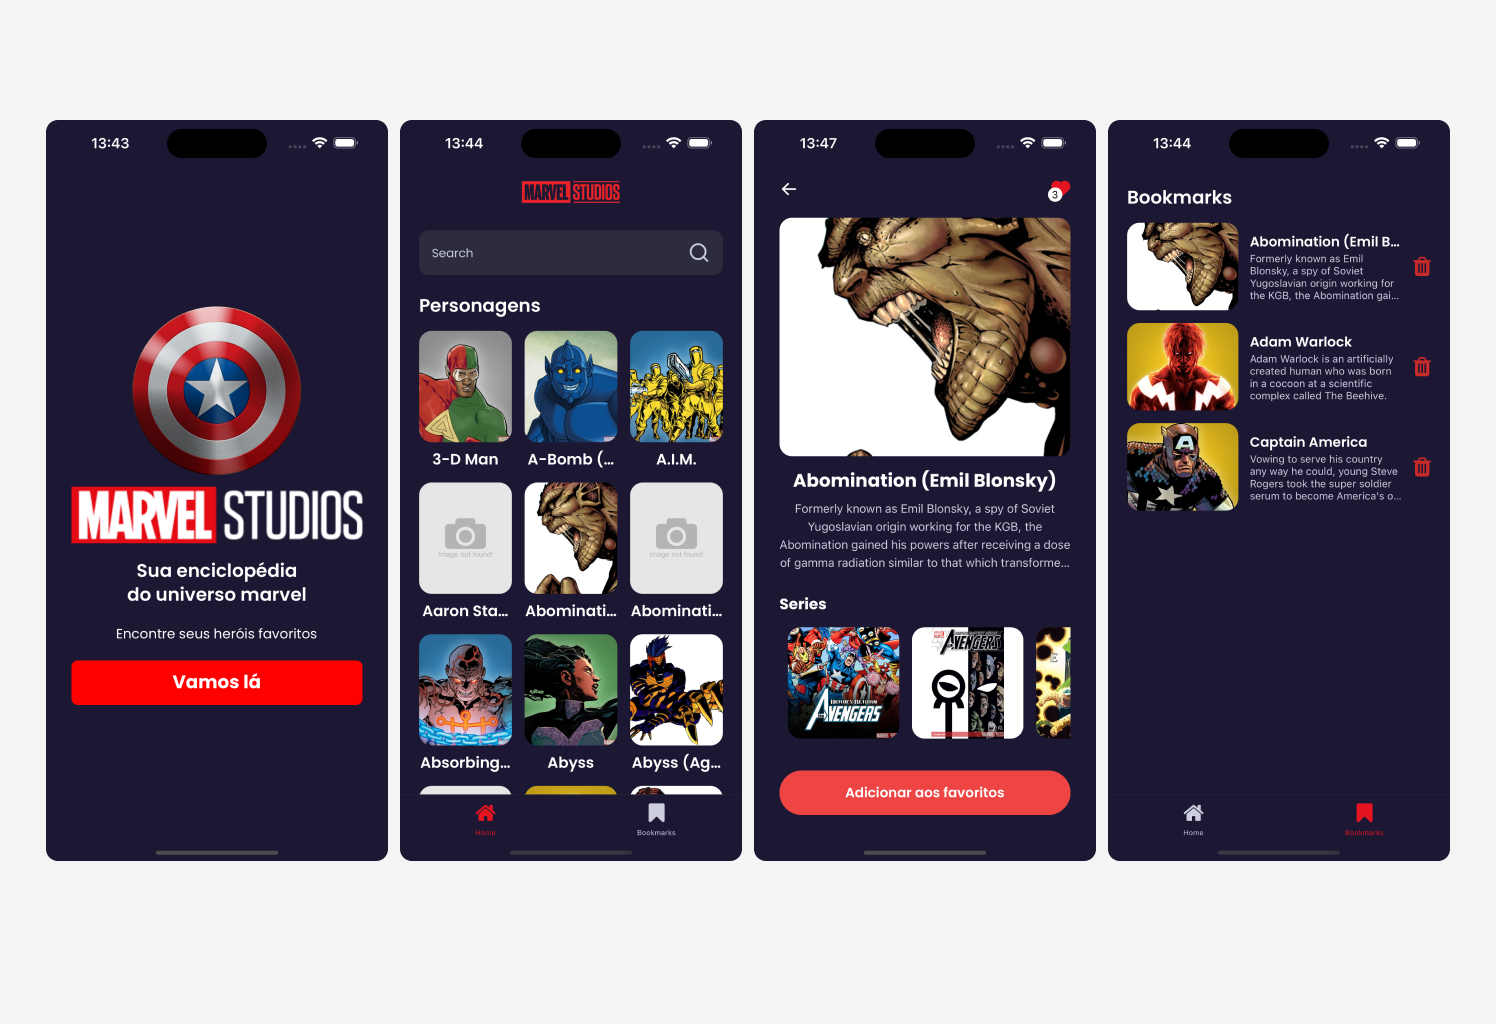 13:43
MARVEL STUDIOS
Sua enciclopédia
do universo marvel
Encontre seus heróis favoritos
Vamos lá
13:44
MARVEL STUDIOS
Search
Personagens
3-D Man
A-Bomb (...
A.I.M.
Image not found!
Image not found!
Aaron Sta...
Abominati...
Abominati...
Absorbing...
Abyss
Abyss (Ag...
Home
Bookmarks
13:47
3
Abomination (Emil Blonsky)
Formerly known as Emil Blonsky, a spy of Soviet
Yugoslavian origin working for the KGB, the
Abomination gained his powers after receiving a dose
of gamma radiation similar to that which transforme...
Series
HEROES RETURN
AVENGERS
MARVEL
AVENGERS
Adicionar aos favoritos
13:44
Bookmarks
Abomination (Emil B...
Formerly known as Emil
Blonsky, a spy of Soviet
Yugoslavian origin working for
the KGB, the Abomination gai...
Adam Warlock
Adam Warlock is an artificially
created human who was born
in a cocoon at a scientific
complex called The Beehive.
Captain America
Vowing to serve his country
any way he could, young Steve
Rogers took the super soldier
serum to become America's o...
Home
Bookmarks